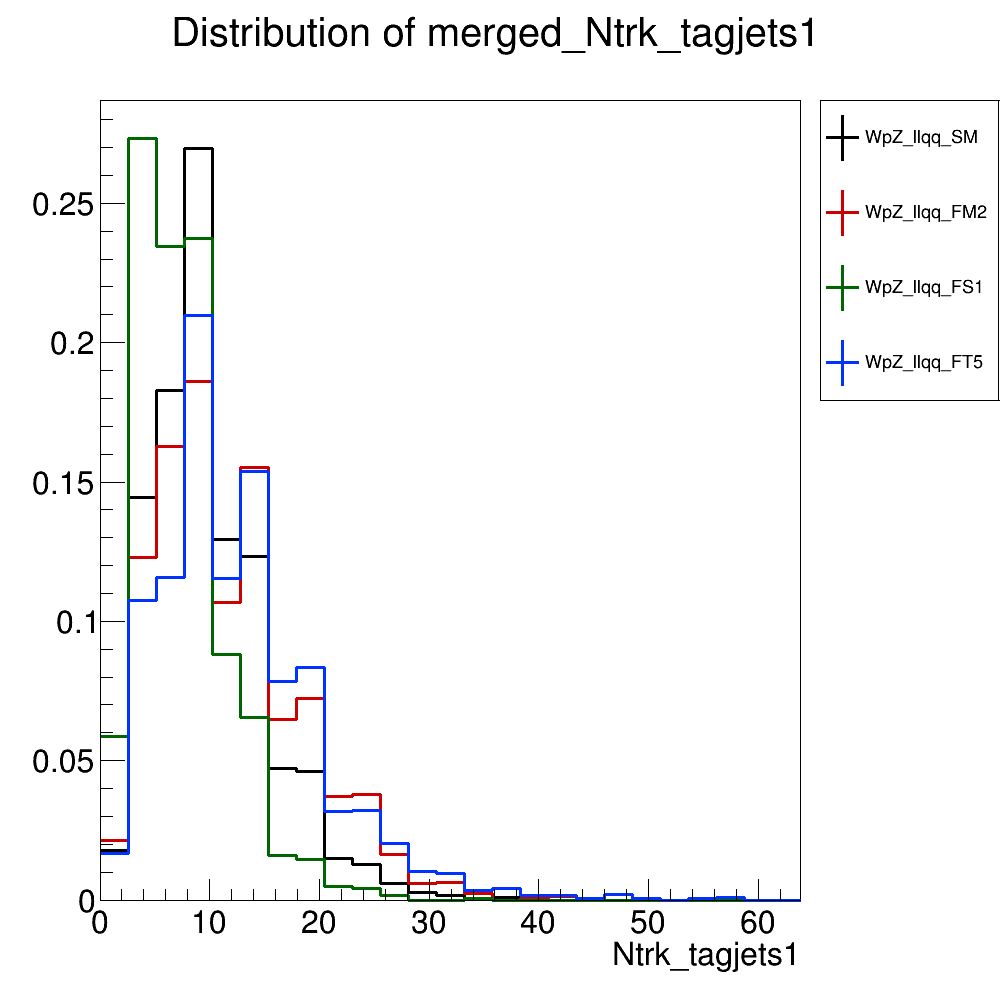 Distribution of merged_Ntrk_tagjets1
WpZ_llqq_SM
WpZ_llqq_FM2
WpZ_llqq_FS1
WpZ_llqq_FT5
0.25
0.2
0.15
0.1
0.05
0
0 10 20 30 40 50 60
Ntrk_tagjets1